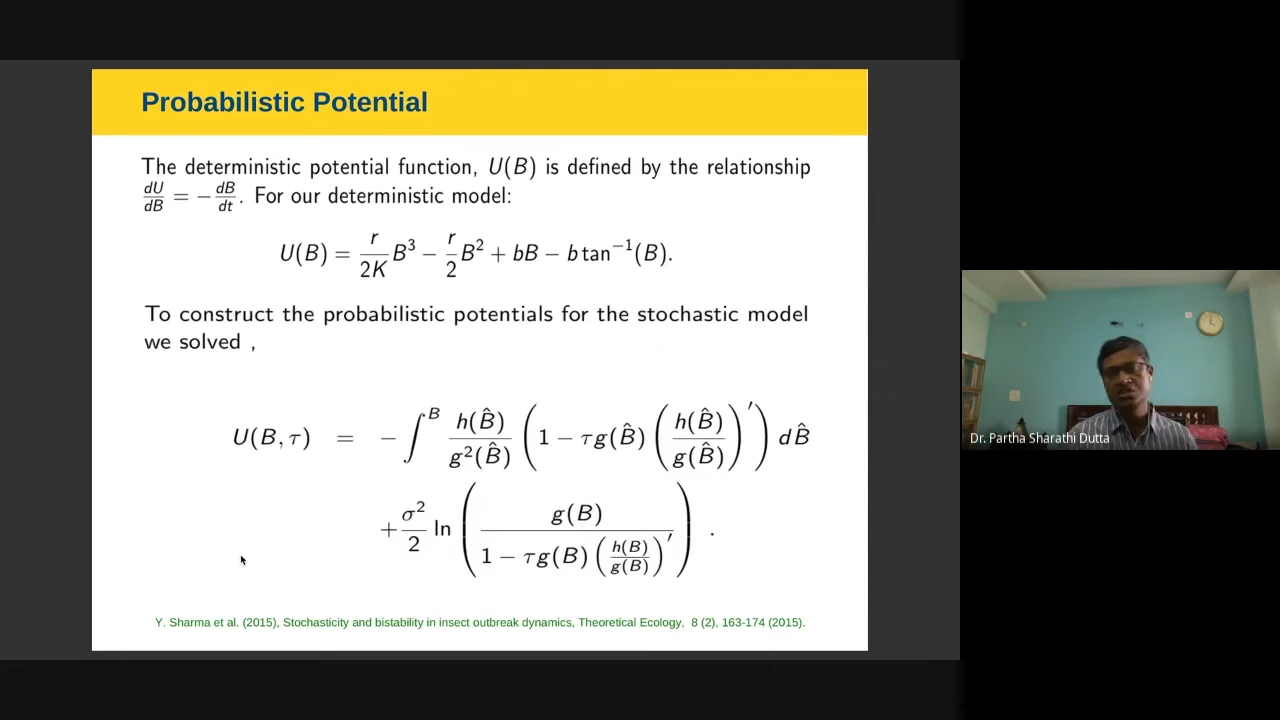 Probabilistic Potential
The deterministic potential function, U(B) is defined by the relationship
dU/dB = −dB/dt. For our deterministic model:
U(B) = r/2K B³ − r/2 B² + bB − b tan⁻¹(B).
To construct the probabilistic potentials for the stochastic model
we solved ,
U(B, τ) = −∫^B h(B̂)/g²(B̂) (1 − τg(B̂) (h(B̂)/g(B̂))′) dB̂
+σ²/2 ln (g(B)/(1 − τg(B) (h(B)/g(B))′)) .
Dr. Partha Sharathi Dutta
Y. Sharma et al. (2015), Stochasticity and bistability in insect outbreak dynamics, Theoretical Ecology, 8 (2), 163-174 (2015).